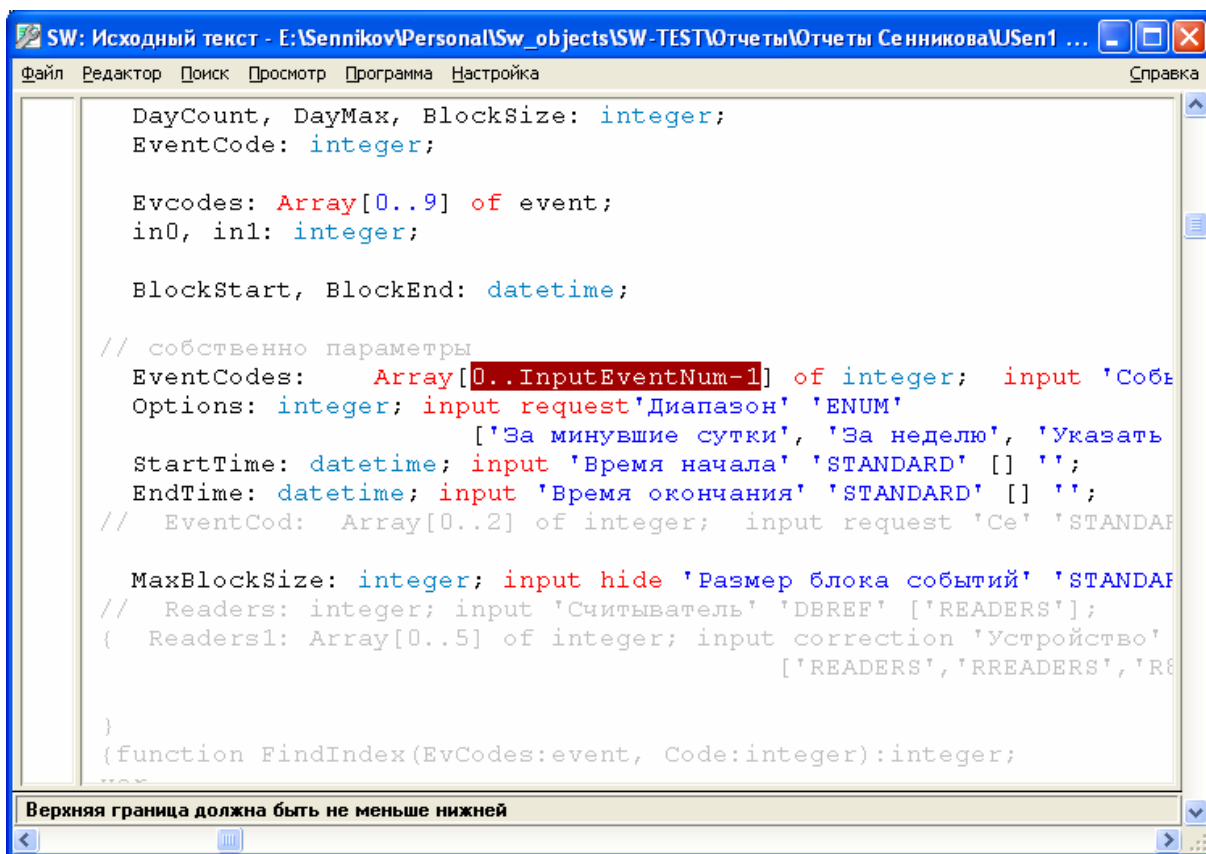 SW: Исходный текст - E:\Sennikov\Personal\Sw_objects\SW-TEST\Отчеты\Отчеты Сенникова\USen1 ...
Файл Редактор Поиск Просмотр Программа Настройка Справка
DayCount, DayMax, BlockSize: integer;
EventCode: integer;
Evcodes: Array[0..9] of event;
in0, in1: integer;
BlockStart, BlockEnd: datetime;
// собственно параметры
EventCodes: Array[0..InputEventNum-1] of integer; input 'Собы
Options: integer; input request'Диапазон' 'ENUM'
['За минувшие сутки', 'За неделю', 'Указать
StartTime: datetime; input 'Время начала' 'STANDARD' [] '';
EndTime: datetime; input 'Время окончания' 'STANDARD' [] '';
// EventCod: Array[0..2] of integer; input request 'Се' 'STANDAR
MaxBlockSize: integer; input hide 'Размер блока событий' 'STANDAR
// Readers: integer; input 'Считыватель' 'DBREF' ['READERS'];
{ Readers1: Array[0..5] of integer; input correction 'Устройство'
['READERS','RREADERS','R8
}
{function FindIndex(EvCodes:event, Code:integer):integer;
var
Верхняя граница должна быть не меньше нижней